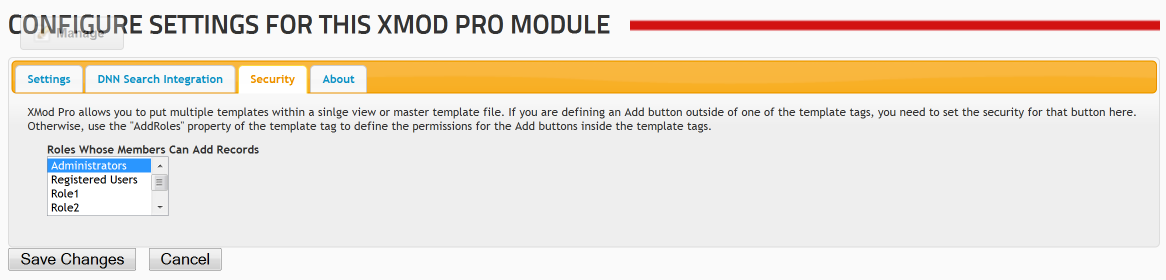 CONFIGURE SETTINGS FOR THIS XMOD PRO MODULE
Manage
Settings DNN Search Integration Security About
XMod Pro allows you to put multiple templates within a sinlge view or master template file. If you are defining an Add button outside of one of the template tags, you need to set the security for that button here.
Otherwise, use the "AddRoles" property of the template tag to define the permissions for the Add buttons inside the template tags.
Roles Whose Members Can Add Records
Administrators
Registered Users
Role1
Role2
Save Changes Cancel